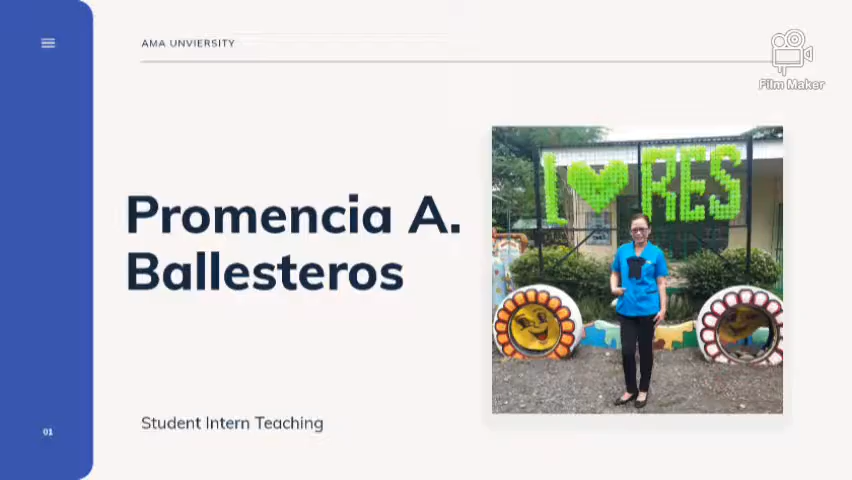 AMA UNVIERSITY
Film Maker
Promencia A.
Ballesteros
I RES
Student Intern Teaching
01